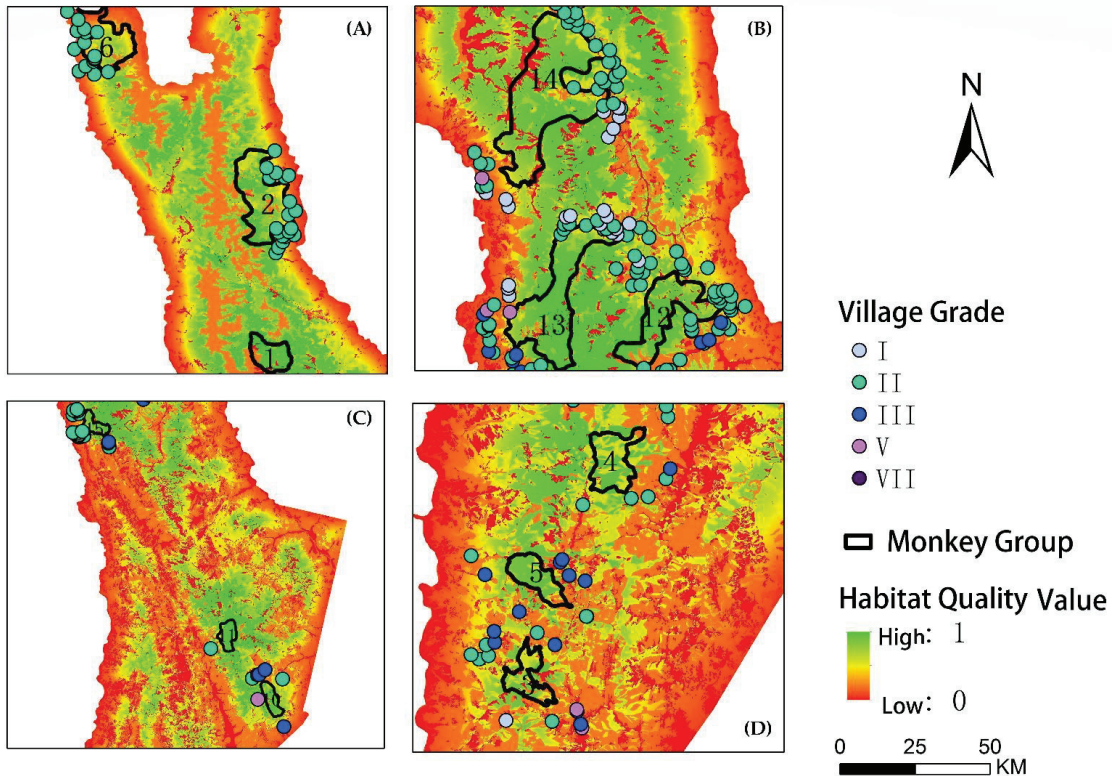 (A)
6
2
1
(B)
14
13
12
(C)
(D)
4
5
N
Village Grade
I
II
III
V
VII
Monkey Group
Habitat Quality Value
High: 1
Low: 0
0 25 50
KM